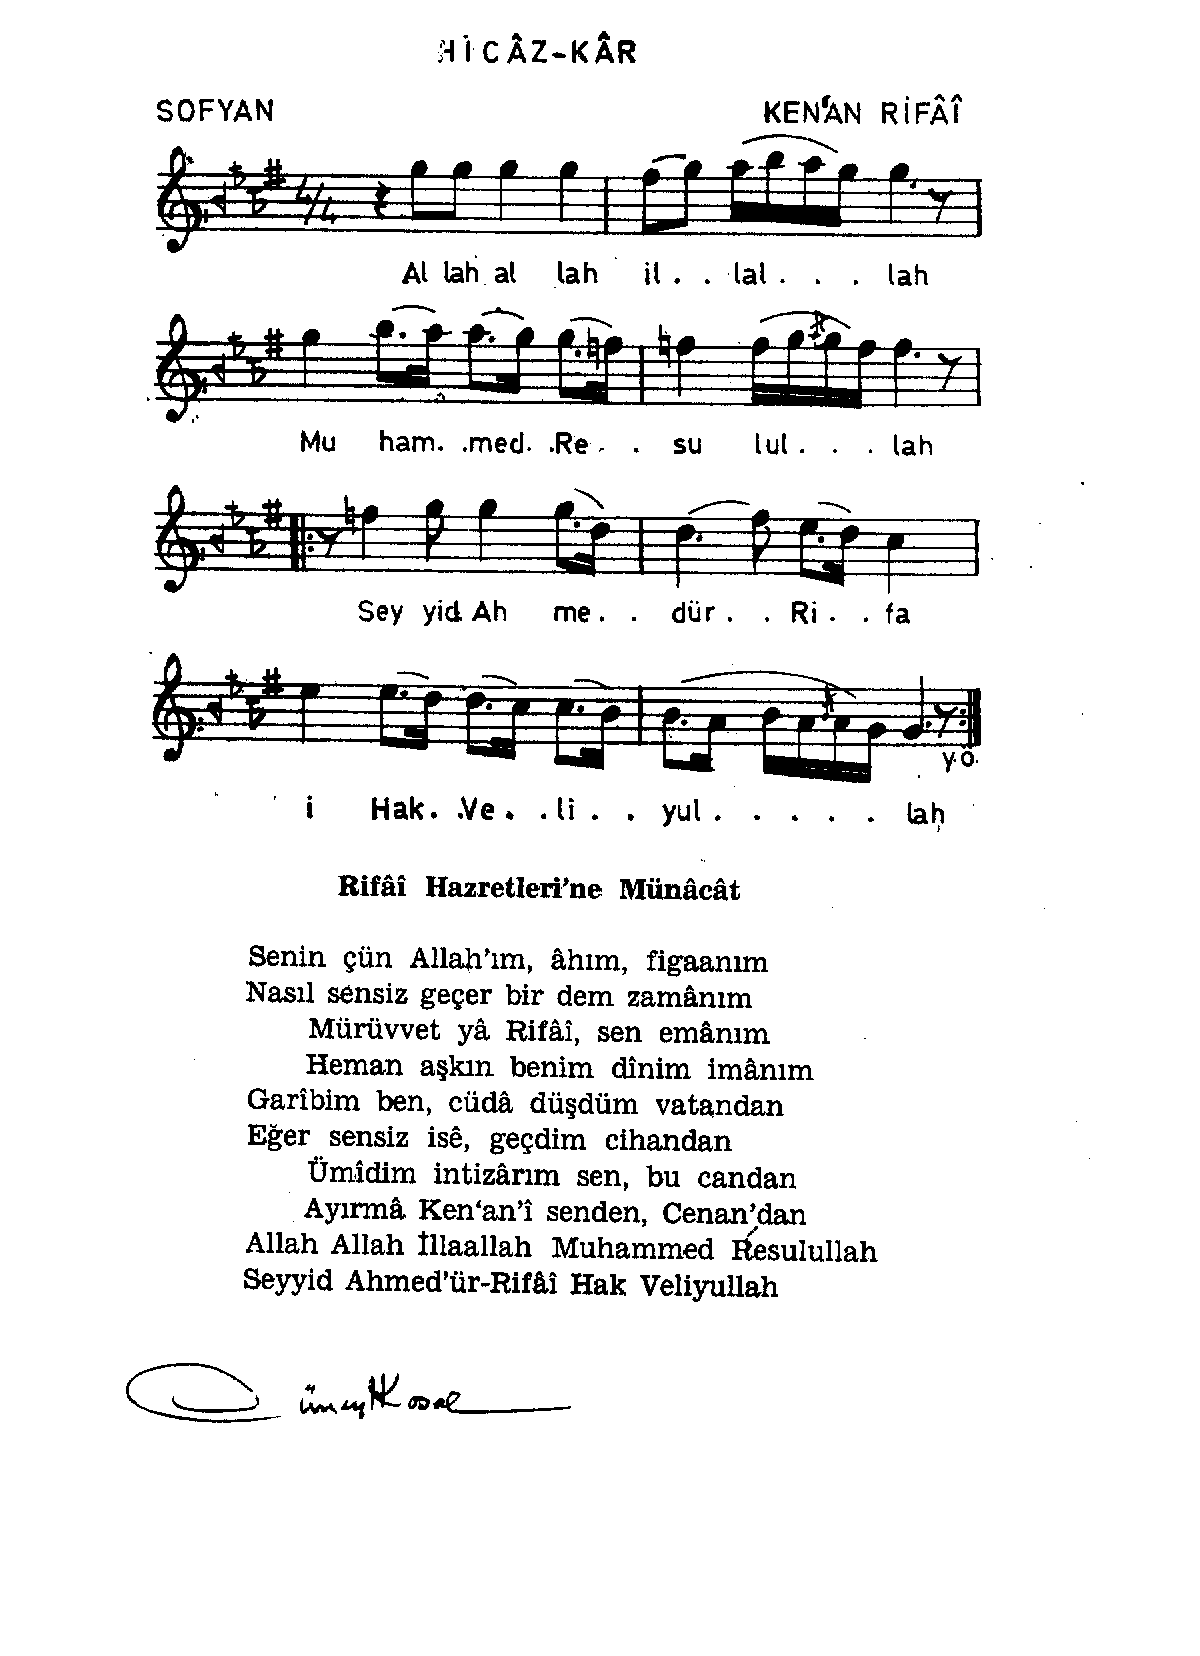 HİCÂZ-KÂR
SOFYAN KEN'AN RİFÂÎ
4/4
Al lah al lah il . . lal . . . lah
Mu ham. .med. .Re . . su lul . . . lah
Sey yid Ah me. . dür . . Ri . . fa
i Hak. .Ve. .li . . yul . . . . . lah
y.o.
Rifâî Hazretleri'ne Münâcât
Senin çün Allah'ım, âhım, figaanım
Nasıl sensiz geçer bir dem zamânım
Mürüvvet yâ Rifâî, sen emânım
Heman aşkın benim dînim imânım
Garîbim ben, cüdâ düşdüm vatandan
Eğer sensiz isê, geçdim cihandan
Ümîdim intizârım sen, bu candan
Ayırmâ Ken'an'î senden, Cenan'dan
Allah Allah İllaallah Muhammed Resulullah
Seyyid Ahmed'ür-Rifâî Hak Veliyullah
Cüneyt Kosal